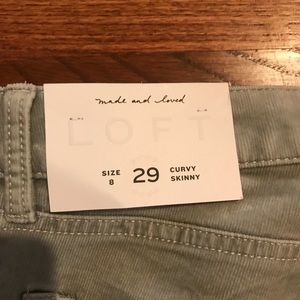 made and loved
LOFT
SIZE 29 CURVY
8 SKINNY